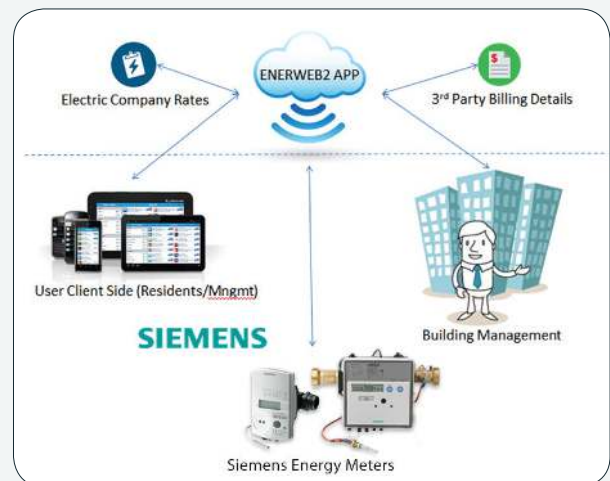 ENERWEB2 APP
Electric Company Rates
3rd Party Billing Details
$
User Client Side (Residents/Mngmt)
SIEMENS
Building Management
Siemens Energy Meters